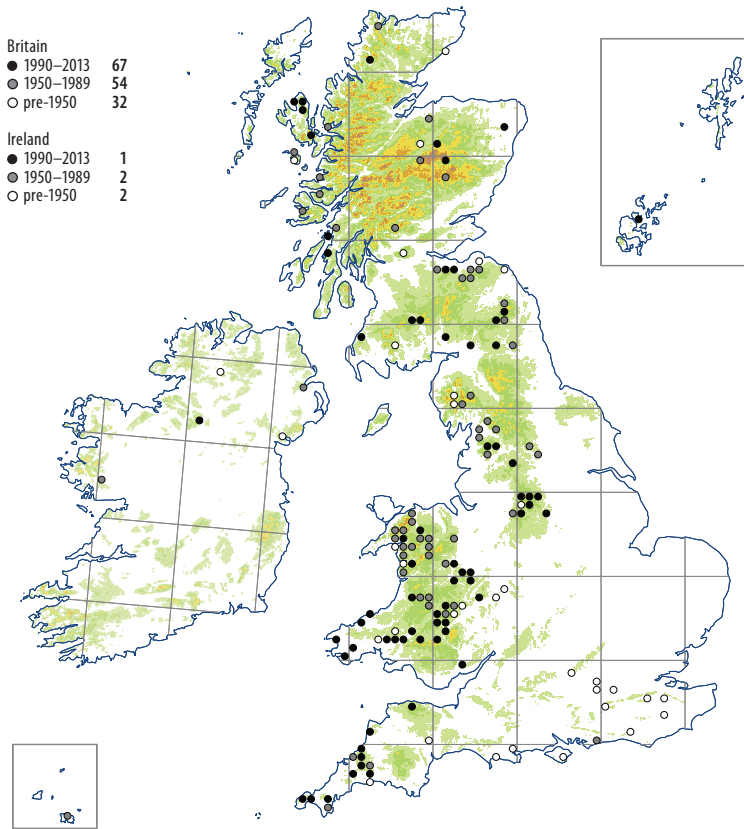 Britain
● 1990–2013 67
● 1950–1989 54
○ pre-1950 32
Ireland
● 1990–2013 1
● 1950–1989 2
○ pre-1950 2